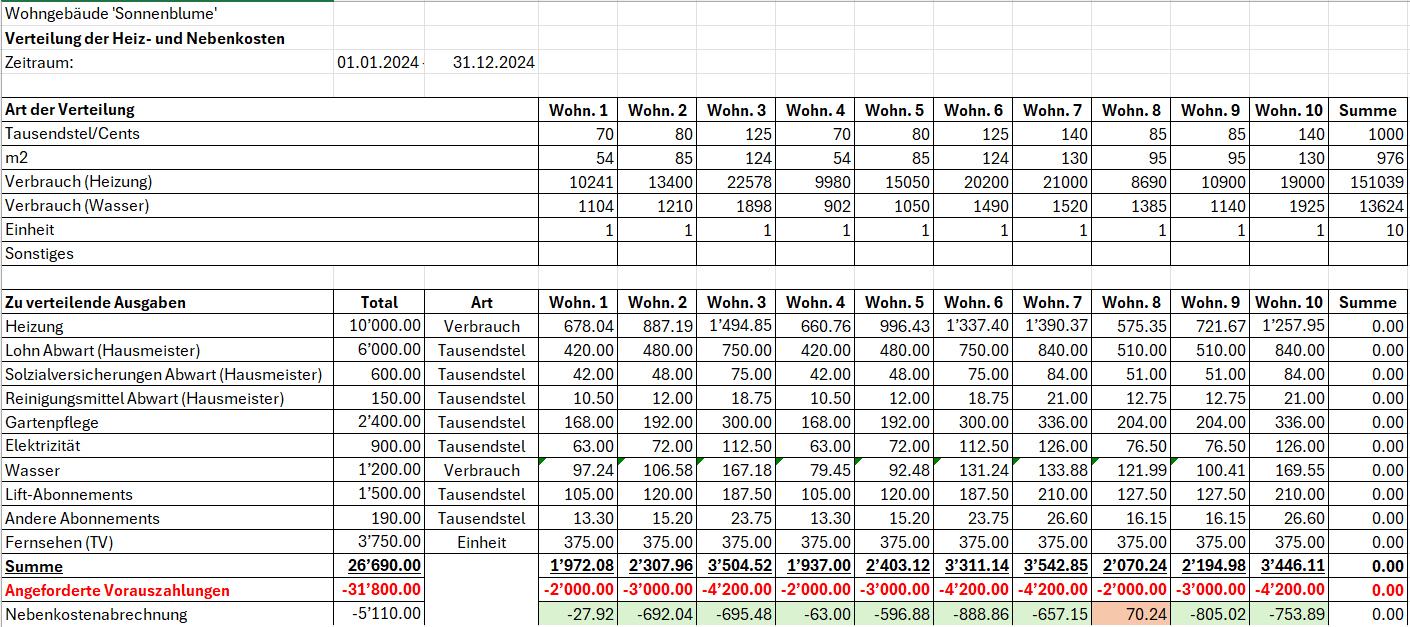 Wohngebäude 'Sonnenblume'
Verteilung der Heiz- und Nebenkosten
Zeitraum: 01.01.2024 - 31.12.2024
Art der Verteilung Wohn. 1 Wohn. 2 Wohn. 3 Wohn. 4 Wohn. 5 Wohn. 6 Wohn. 7 Wohn. 8 Wohn. 9 Wohn. 10 Summe
Tausendstel/Cents 70 80 125 70 80 125 140 85 85 140 1000
m2 54 85 124 54 85 124 130 95 95 130 976
Verbrauch (Heizung) 10241 13400 22578 9980 15050 20200 21000 8690 10900 19000 151039
Verbrauch (Wasser) 1104 1210 1898 902 1050 1490 1520 1385 1140 1925 13624
Einheit 1 1 1 1 1 1 1 1 1 1 10
Sonstiges
Zu verteilende Ausgaben Total Art Wohn. 1 Wohn. 2 Wohn. 3 Wohn. 4 Wohn. 5 Wohn. 6 Wohn. 7 Wohn. 8 Wohn. 9 Wohn. 10 Summe
Heizung 10’000.00 Verbrauch 678.04 887.19 1’494.85 660.76 996.43 1’337.40 1’390.37 575.35 721.67 1’257.95 0.00
Lohn Abwart (Hausmeister) 6’000.00 Tausendstel 420.00 480.00 750.00 420.00 480.00 750.00 840.00 510.00 510.00 840.00 0.00
Solzialversicherungen Abwart (Hausmeister) 600.00 Tausendstel 42.00 48.00 75.00 42.00 48.00 75.00 84.00 51.00 51.00 84.00 0.00
Reinigungsmittel Abwart (Hausmeister) 150.00 Tausendstel 10.50 12.00 18.75 10.50 12.00 18.75 21.00 12.75 12.75 21.00 0.00
Gartenpflege 2’400.00 Tausendstel 168.00 192.00 300.00 168.00 192.00 300.00 336.00 204.00 204.00 336.00 0.00
Elektrizität 900.00 Tausendstel 63.00 72.00 112.50 63.00 72.00 112.50 126.00 76.50 76.50 126.00 0.00
Wasser 1’200.00 Verbrauch 97.24 106.58 167.18 79.45 92.48 131.24 133.88 121.99 100.41 169.55 0.00
Lift-Abonnements 1’500.00 Tausendstel 105.00 120.00 187.50 105.00 120.00 187.50 210.00 127.50 127.50 210.00 0.00
Andere Abonnements 190.00 Tausendstel 13.30 15.20 23.75 13.30 15.20 23.75 26.60 16.15 16.15 26.60 0.00
Fernsehen (TV) 3’750.00 Einheit 375.00 375.00 375.00 375.00 375.00 375.00 375.00 375.00 375.00 375.00 0.00
Summe 26’690.00 1’972.08 2’307.96 3’504.52 1’937.00 2’403.12 3’311.14 3’542.85 2’070.24 2’194.98 3’446.11 0.00
Angeforderte Vorauszahlungen -31’800.00 -2’000.00 -3’000.00 -4’200.00 -2’000.00 -3’000.00 -4’200.00 -4’200.00 -2’000.00 -3’000.00 -4’200.00 0.00
Nebenkostenabrechnung -5’110.00 -27.92 -692.04 -695.48 -63.00 -596.88 -888.86 -657.15 70.24 -805.02 -753.89 0.00